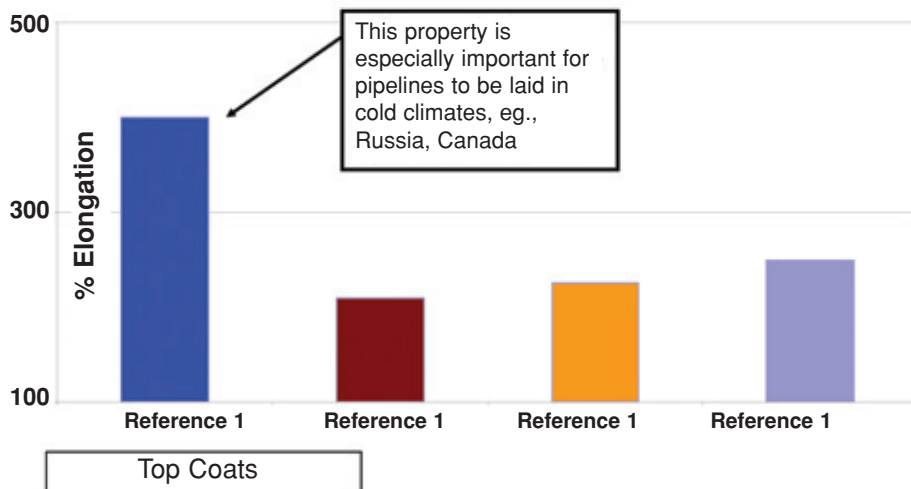 500
This property is
especially important for
pipelines to be laid in
cold climates, eg.,
Russia, Canada
% Elongation
300
100
Reference 1 Reference 1 Reference 1 Reference 1
Top Coats